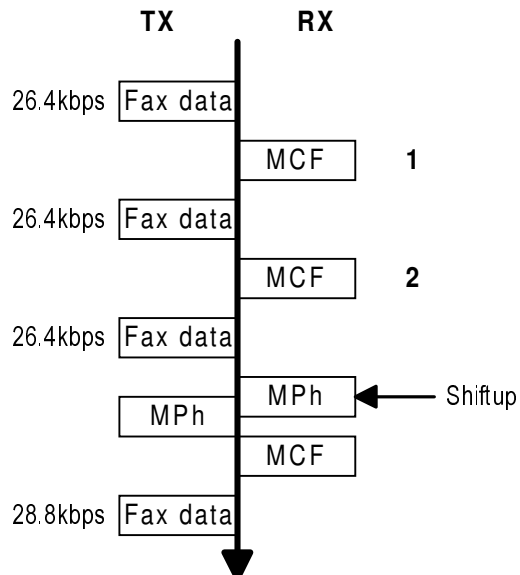 TX RX
26.4kbps Fax data
MCF 1
26.4kbps Fax data
MCF 2
26.4kbps Fax data
MPh Shiftup
MPh
MCF
28.8kbps Fax data